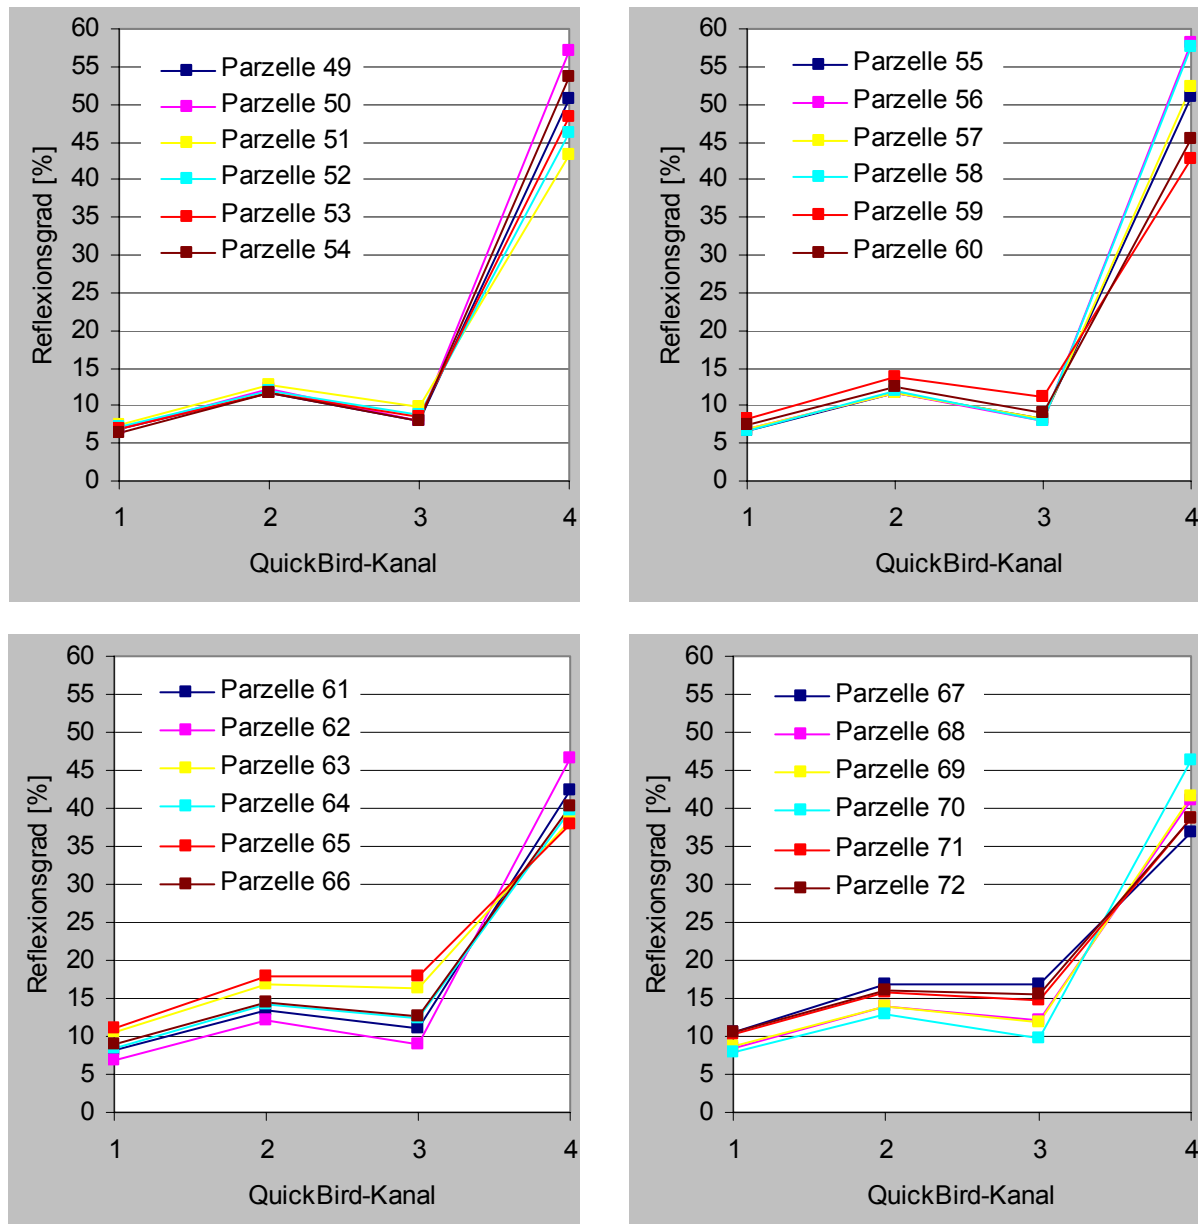 60
55
50
45
40
35
30
25
20
15
10
5
0
Reflexionsgrad [%]
Parzelle 49
Parzelle 50
Parzelle 51
Parzelle 52
Parzelle 53
Parzelle 54
1 2 3 4
QuickBird-Kanal
60
55
50
45
40
35
30
25
20
15
10
5
0
Reflexionsgrad [%]
Parzelle 55
Parzelle 56
Parzelle 57
Parzelle 58
Parzelle 59
Parzelle 60
1 2 3 4
QuickBird-Kanal
60
55
50
45
40
35
30
25
20
15
10
5
0
Reflexionsgrad [%]
Parzelle 61
Parzelle 62
Parzelle 63
Parzelle 64
Parzelle 65
Parzelle 66
1 2 3 4
QuickBird-Kanal
60
55
50
45
40
35
30
25
20
15
10
5
0
Reflexionsgrad [%]
Parzelle 67
Parzelle 68
Parzelle 69
Parzelle 70
Parzelle 71
Parzelle 72
1 2 3 4
QuickBird-Kanal